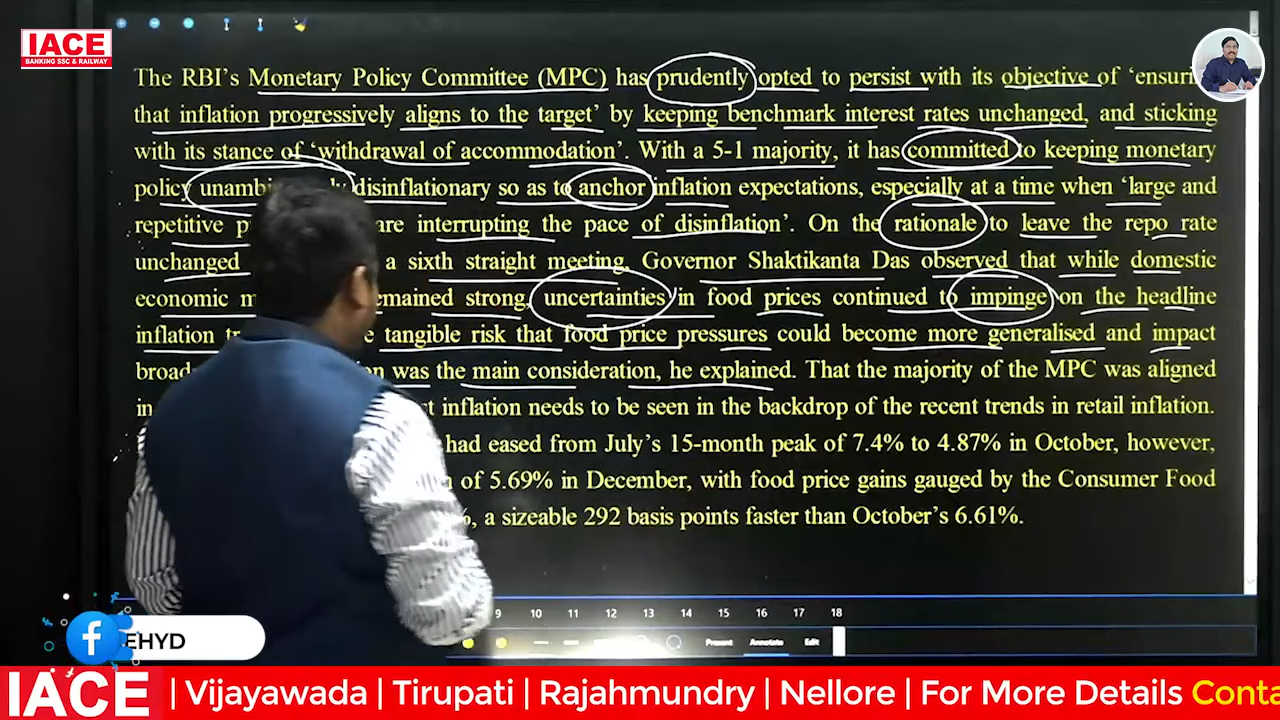 IACE
BANKING SSC & RAILWAY
The RBI's Monetary Policy Committee (MPC) has prudently opted to persist with its objective of 'ensuri
that inflation progressively aligns to the target' by keeping benchmark interest rates unchanged, and sticking
with its stance of 'withdrawal of accommodation'. With a 5-1 majority, it has committed to keeping monetary
policy disinflationary so as to anchor inflation expectations, especially at a time when 'large and
repetitive are interrupting the pace of disinflation'. On the rationale to leave the repo rate
unchanged a sixth straight meeting, Governor Shaktikanta Das observed that while domestic
economic emained strong, uncertainties in food prices continued to impinge on the headline
inflation tangible risk that food price pressures could become more generalised and impact
broad was the main consideration, he explained. That the majority of the MPC was aligned
in inflation needs to be seen in the backdrop of the recent trends in retail inflation.
had eased from July's 15-month peak of 7.4% to 4.87% in October, however,
of 5.69% in December, with food price gains gauged by the Consumer Food
%, a sizeable 292 basis points faster than October's 6.61%.
9 10 11 12 13 14 15 16 17 18
Present Annotate Edit
f EHYD
IACE | Vijayawada | Tirupati | Rajahmundry | Nellore | For More Details Conta